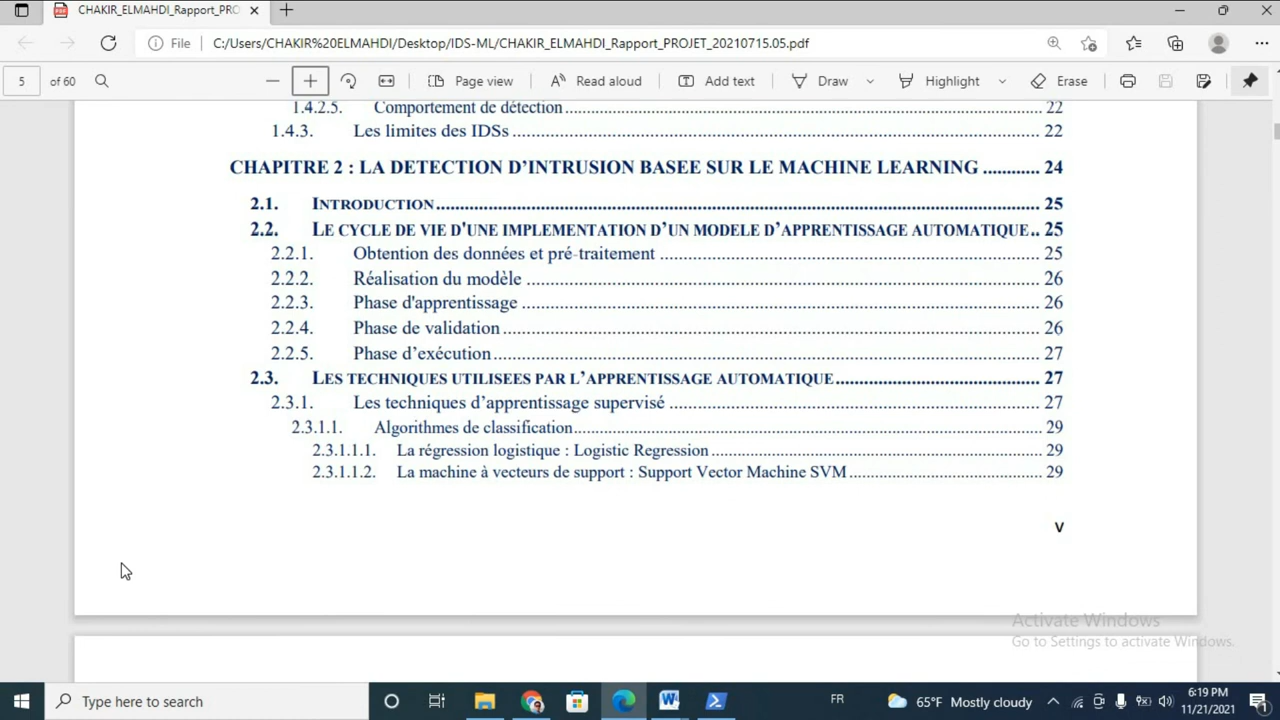 CHAKIR_ELMAHDI_Rapport_PRO
File C:/Users/CHAKIR%20ELMAHDI/Desktop/IDS-ML/CHAKIR_ELMAHDI_Rapport_PROJET_20210715.05.pdf
5 of 60 Page view Read aloud Add text Draw Highlight Erase
1.4.2.5. Comportement de détection 22
1.4.3. Les limites des IDSs 22
CHAPITRE 2 : LA DETECTION D’INTRUSION BASEE SUR LE MACHINE LEARNING 24
2.1. INTRODUCTION 25
2.2. LE CYCLE DE VIE D'UNE IMPLEMENTATION D’UN MODELE D’APPRENTISSAGE AUTOMATIQUE 25
2.2.1. Obtention des données et pré-traitement 25
2.2.2. Réalisation du modèle 26
2.2.3. Phase d'apprentissage 26
2.2.4. Phase de validation 26
2.2.5. Phase d’exécution 27
2.3. LES TECHNIQUES UTILISEES PAR L’APPRENTISSAGE AUTOMATIQUE 27
2.3.1. Les techniques d’apprentissage supervisé 27
2.3.1.1. Algorithmes de classification 29
2.3.1.1.1. La régression logistique : Logistic Regression 29
2.3.1.1.2. La machine à vecteurs de support : Support Vector Machine SVM 29
v
Activate Windows
Go to Settings to activate Windows.
Type here to search FR 65°F Mostly cloudy 6:19 PM
11/21/2021